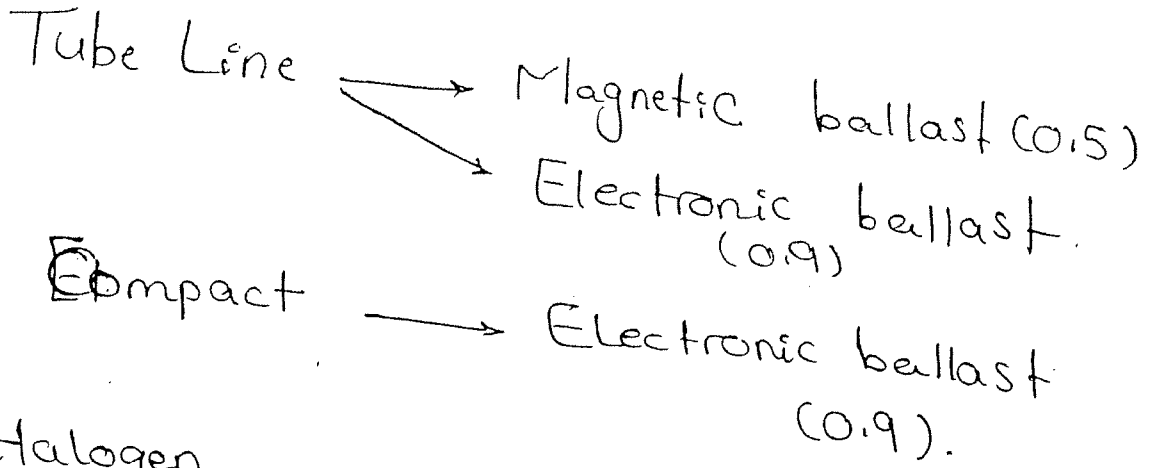 Tube Line → Magnetic ballast (0.5)
→ Electronic ballast.
(0.9)
Compact → Electronic ballast
(0.9).
Halogen